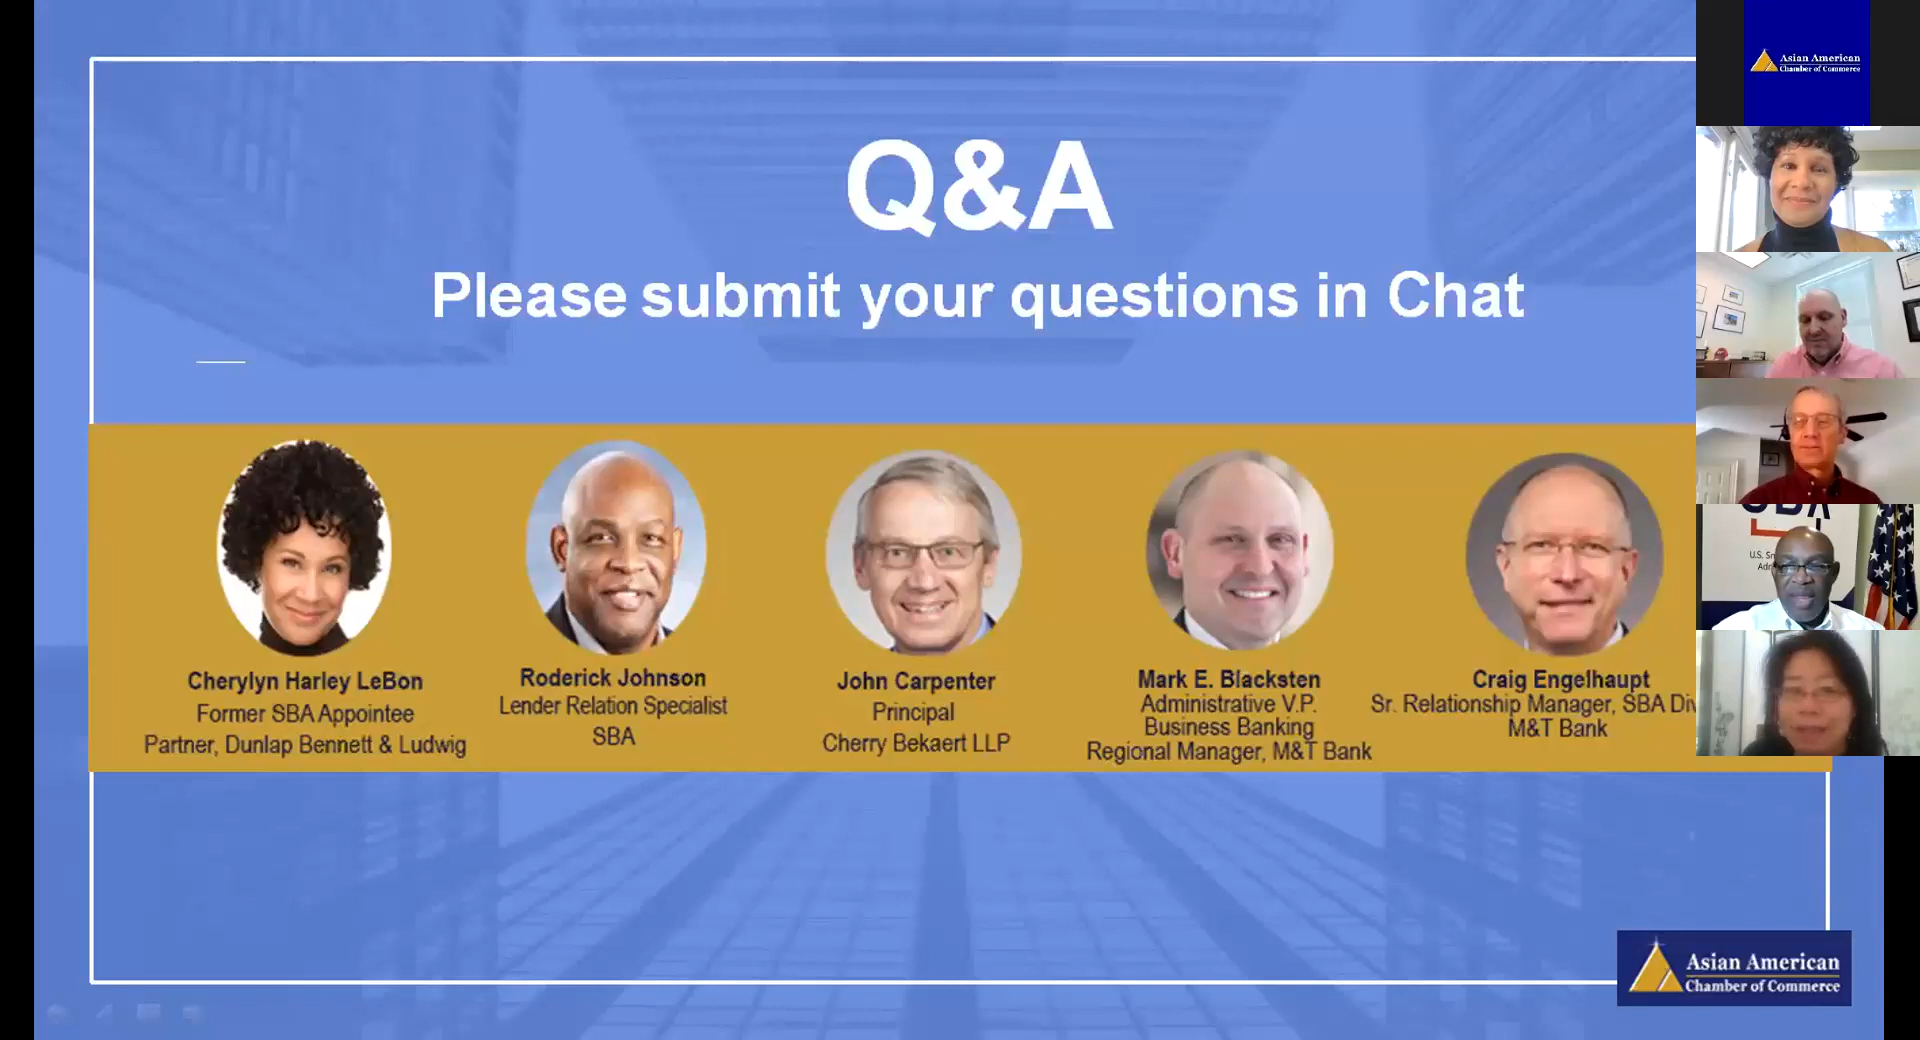 Q&A
Please submit your questions in Chat
Cherylyn Harley LeBon
Former SBA Appointee
Partner, Dunlap Bennett & Ludwig
Roderick Johnson
Lender Relation Specialist
SBA
John Carpenter
Principal
Cherry Bekaert LLP
Mark E. Blacksten
Administrative V.P.
Business Banking
Regional Manager, M&T Bank
Craig Engelhaupt
Sr. Relationship Manager, SBA Div
M&T Bank
Asian American
Chamber of Commerce
Asian American
Chamber of Commerce
U.S.